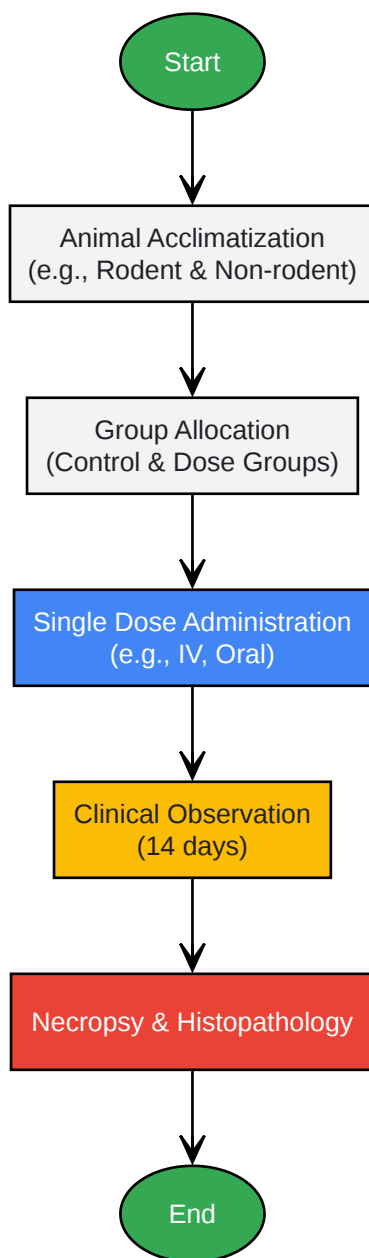 Start
Animal Acclimatization
(e.g., Rodent & Non-rodent)
Group Allocation
(Control & Dose Groups)
Single Dose Administration
(e.g., IV, Oral)
Clinical Observation
(14 days)
Necropsy & Histopathology
End